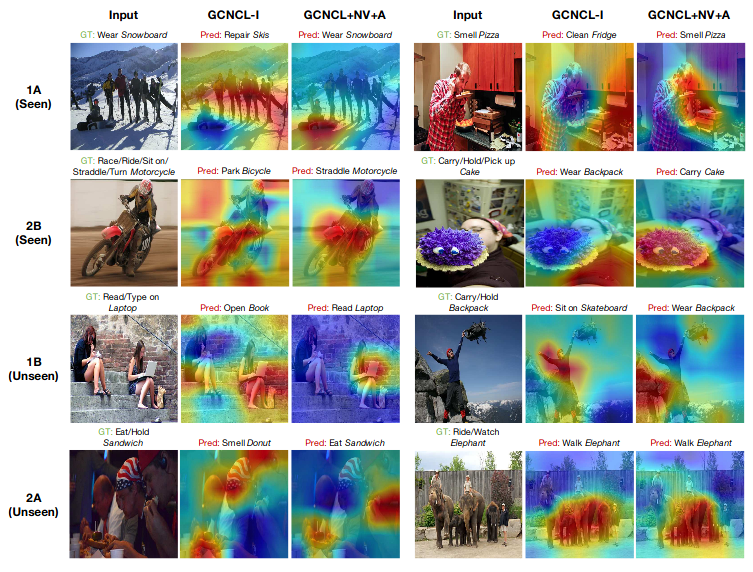 Input GCNCL-I GCNCL+NV+A Input GCNCL-I GCNCL+NV+A
GT: Wear Snowboard Pred: Repair Skis Pred: Wear Snowboard GT: Smell Pizza Pred: Clean Fridge Pred: Smell Pizza
1A
(Seen)
GT: Race/Ride/Sit on/
Straddle/Turn Motorcycle Pred: Park Bicycle Pred: Straddle Motorcycle GT: Carry/Hold/Pick up
Cake Pred: Wear Backpack Pred: Carry Cake
2B
(Seen)
GT: Read/Type on
Laptop Pred: Open Book Pred: Read Laptop GT: Carry/Hold
Backpack Pred: Sit on Skateboard Pred: Wear Backpack
1B
(Unseen)
GT: Eat/Hold
Sandwich Pred: Smell Donut Pred: Eat Sandwich GT: Ride/Watch
Elephant Pred: Walk Elephant Pred: Walk Elephant
2A
(Unseen)